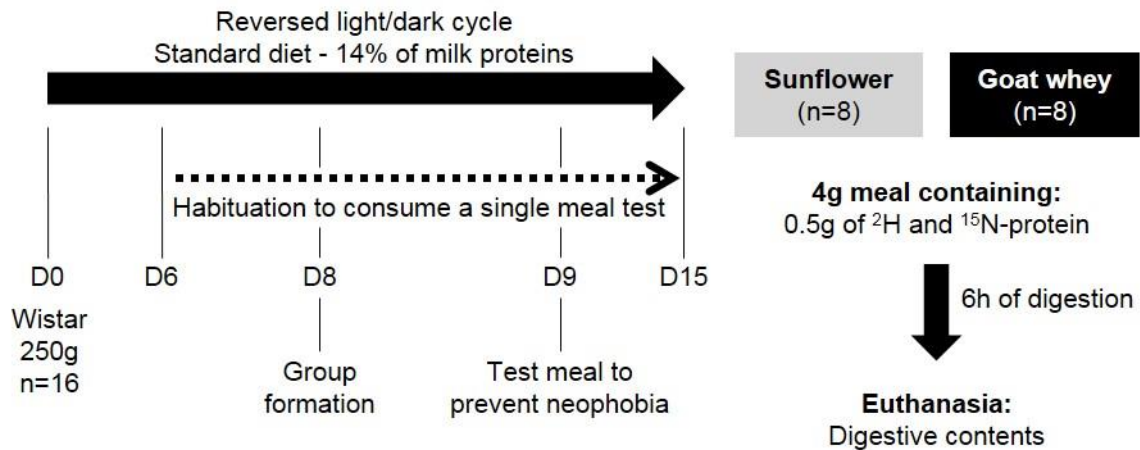 Reversed light/dark cycle
Standard diet - 14% of milk proteins
Habituation to consume a single meal test
D0
D6
D8
D9
D15
Wistar
250g
n=16
Group
formation
Test meal to
prevent neophobia
Sunflower
(n=8)
Goat whey
(n=8)
4g meal containing:
0.5g of ²H and ¹⁵N-protein
6h of digestion
Euthanasia:
Digestive contents